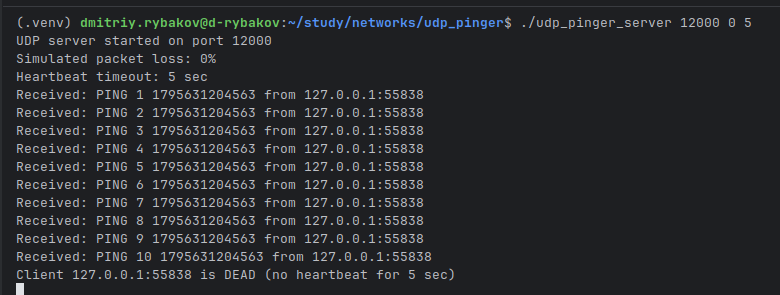 (.venv) dmitriy.rybakov@d-rybakov:~/study/networks/udp_pinger$ ./udp_pinger_server 12000 0 5
UDP server started on port 12000
Simulated packet loss: 0%
Heartbeat timeout: 5 sec
Received: PING 1 1795631204563 from 127.0.0.1:55838
Received: PING 2 1795631204563 from 127.0.0.1:55838
Received: PING 3 1795631204563 from 127.0.0.1:55838
Received: PING 4 1795631204563 from 127.0.0.1:55838
Received: PING 5 1795631204563 from 127.0.0.1:55838
Received: PING 6 1795631204563 from 127.0.0.1:55838
Received: PING 7 1795631204563 from 127.0.0.1:55838
Received: PING 8 1795631204563 from 127.0.0.1:55838
Received: PING 9 1795631204563 from 127.0.0.1:55838
Received: PING 10 1795631204563 from 127.0.0.1:55838
Client 127.0.0.1:55838 is DEAD (no heartbeat for 5 sec)